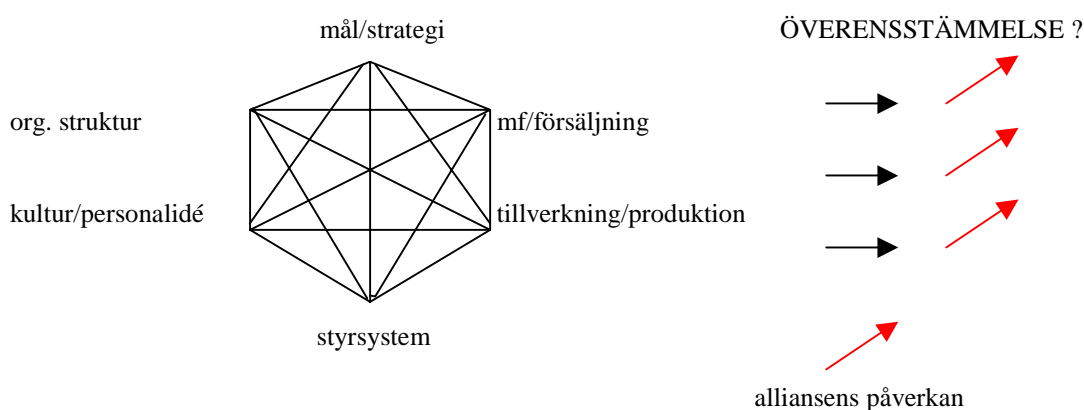 mål/strategi
ÖVERENSSTÄMMELSE ?
org. struktur
mf/försäljning
kultur/personalidé
tillverkning/produktion
styrsystem
alliansens påverkan